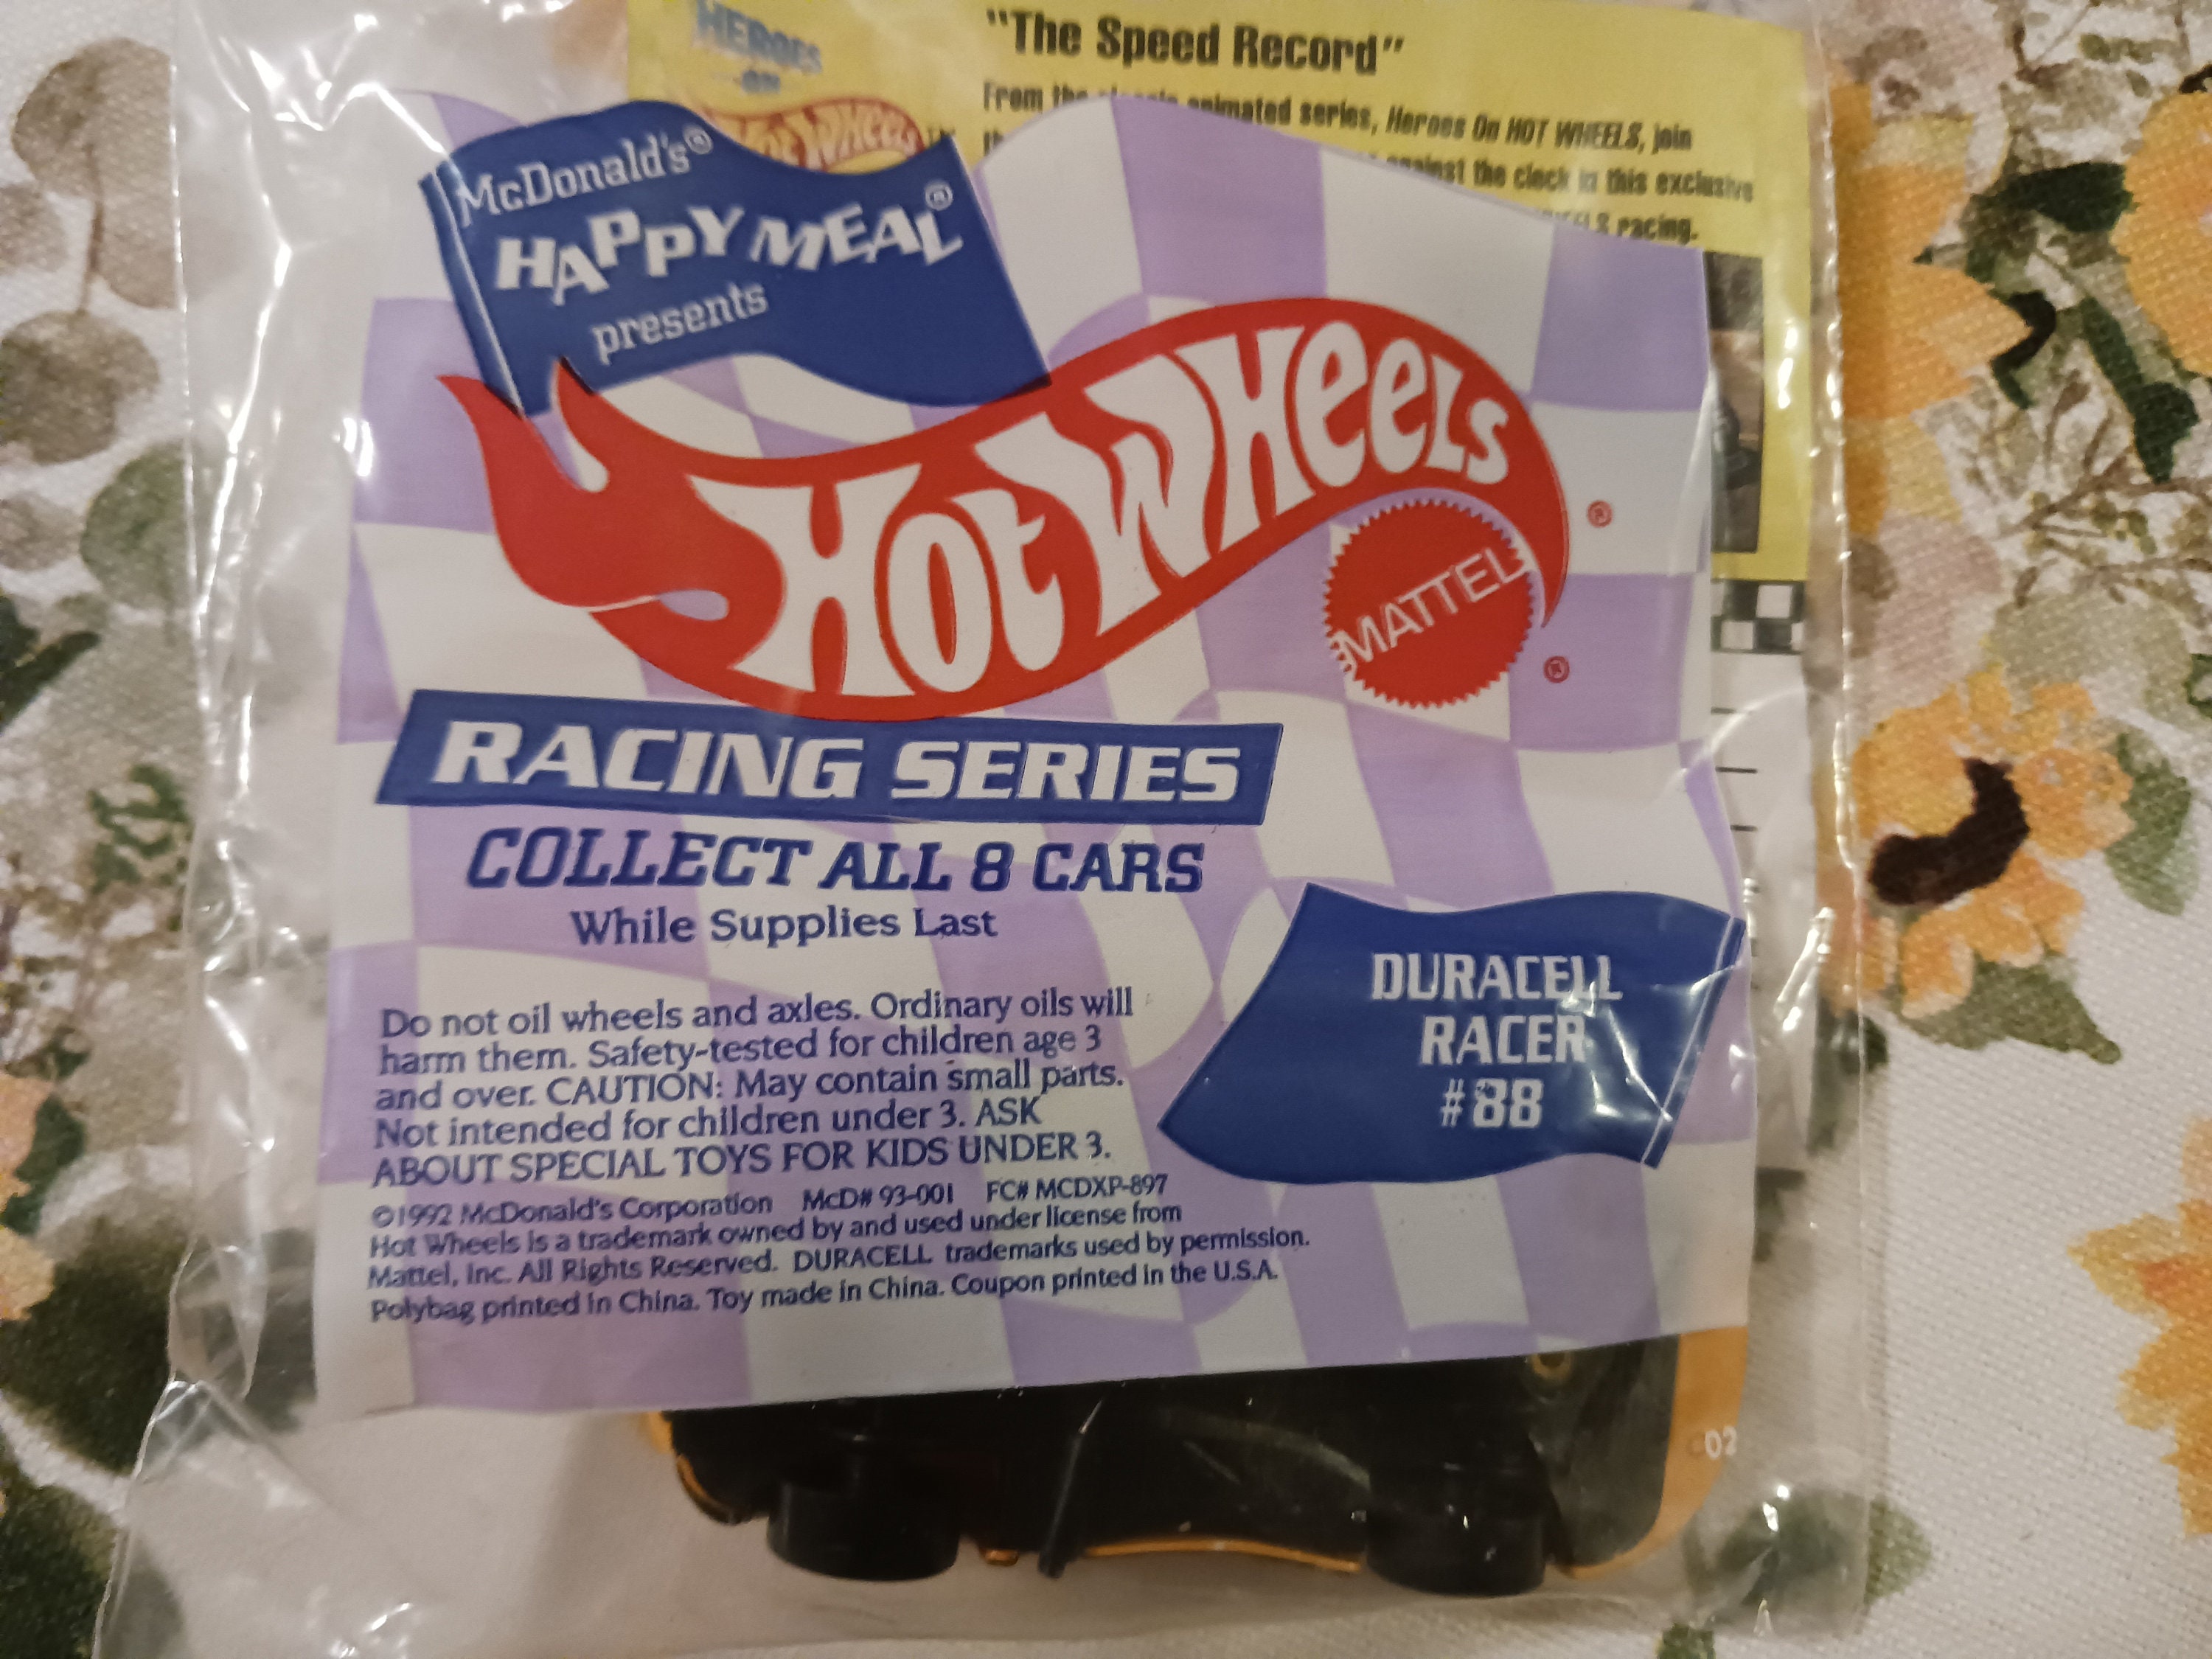 HEROES
ON
HOT WHEELS TM
"The Speed Record"
From the animated series, Heroes On HOT WHEELS, join
against the clock in this exclusive
racing.
McDonald's®
HAPPY MEAL®
presents
HOT WHEELS ®
MATTEL ®
RACING SERIES
COLLECT ALL 8 CARS
While Supplies Last
DURACELL
RACER
#88
Do not oil wheels and axles. Ordinary oils will
harm them. Safety-tested for children age 3
and over. CAUTION: May contain small parts.
Not intended for children under 3. ASK
ABOUT SPECIAL TOYS FOR KIDS UNDER 3.
©1992 McDonald's Corporation McD# 93-001 FC# MCDXP-897
Hot Wheels is a trademark owned by and used under license from
Mattel, Inc. All Rights Reserved. DURACELL trademarks used by permission.
Polybag printed in China. Toy made in China. Coupon printed in the U.S.A.
02